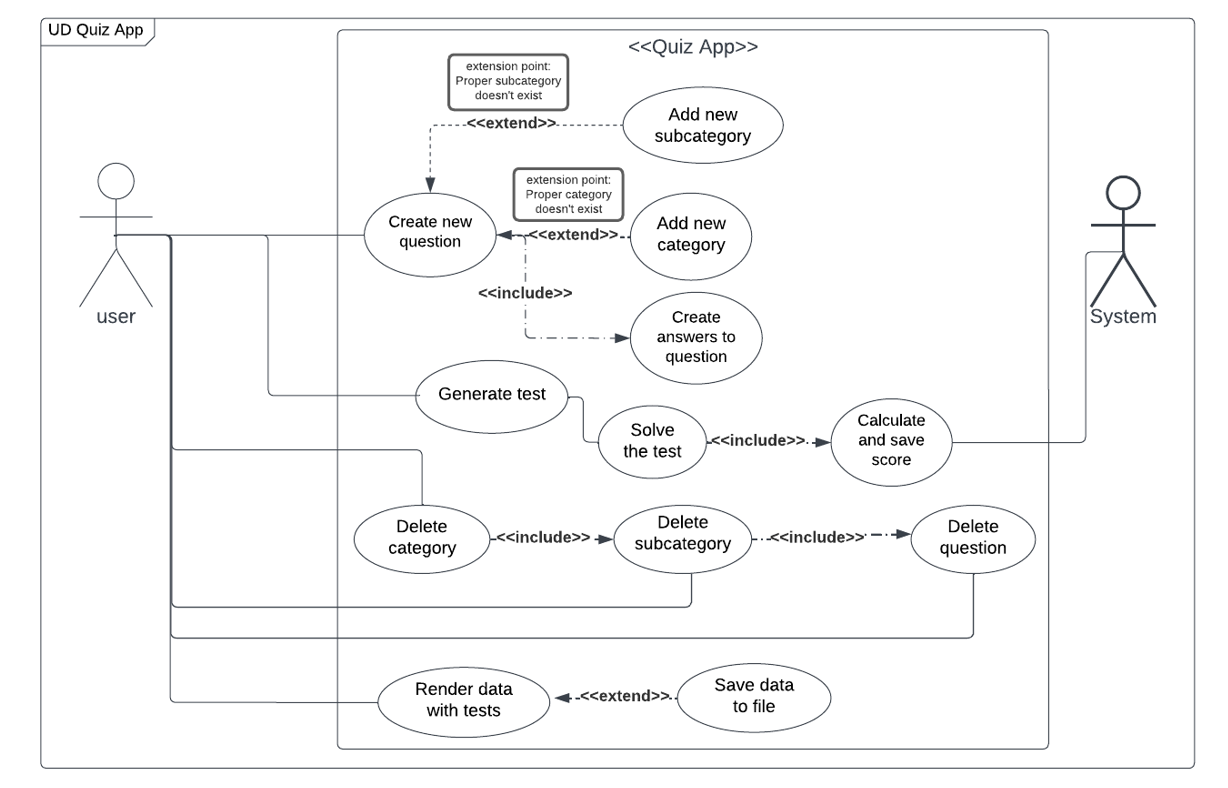 UD Quiz App
<<Quiz App>>
extension point:
Proper subcategory
doesn't exist
<<extend>>
Add new
subcategory
extension point:
Proper category
doesn't exist
Create new
question
<<extend>>
Add new
category
<<include>>
Create
answers to
question
user
System
Generate test
Solve
the test
<<include>>
Calculate
and save
score
Delete
category
<<include>>
Delete
subcategory
<<include>>
Delete
question
Render data
with tests
<<extend>>
Save data
to file